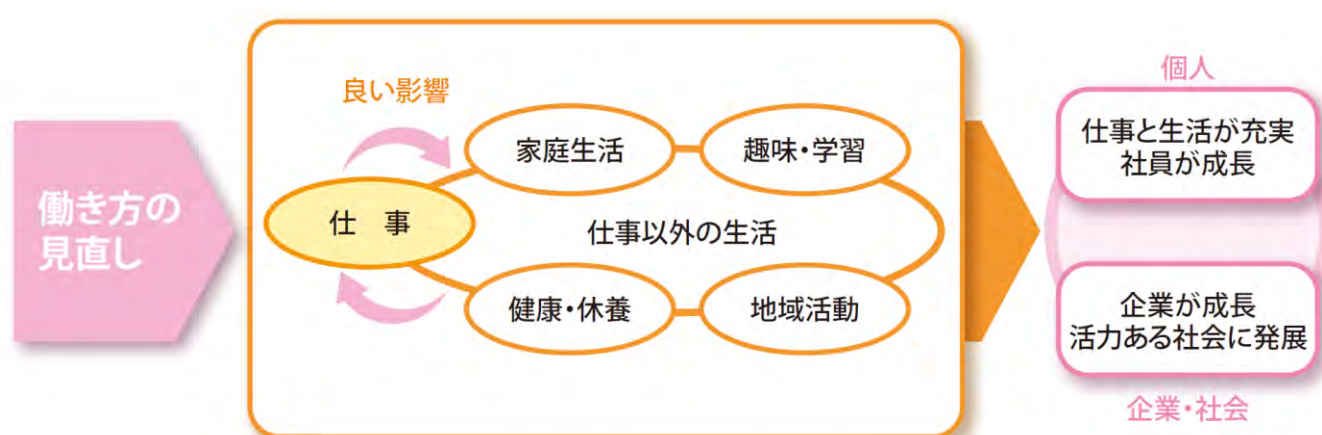 働き方の
見直し
良い影響
家庭生活
趣味・学習
仕　事
仕事以外の生活
健康・休養
地域活動
個人
仕事と生活が充実
社員が成長
企業が成長
活力ある社会に発展
企業・社会